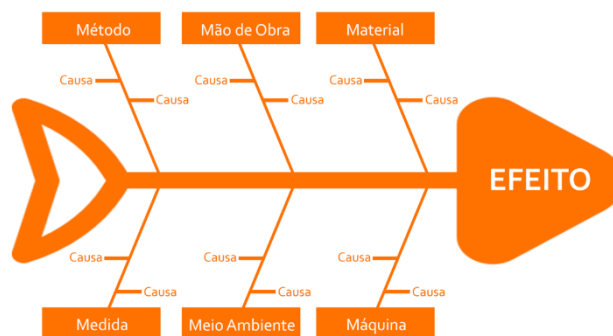 Método
Mão de Obra
Material
Causa
Causa
Causa
Causa
Causa
Causa
EFEITO
Causa
Causa
Causa
Causa
Causa
Causa
Medida
Meio Ambiente
Máquina